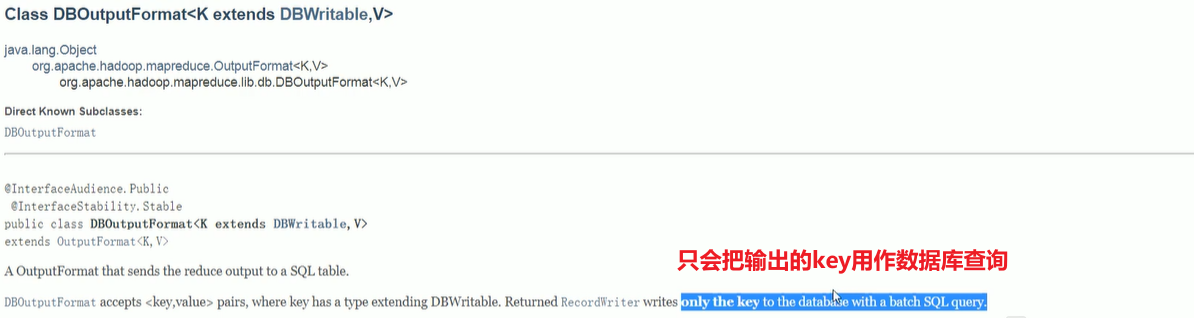 Class DBOutputFormat<K extends DBWritable,V>
java.lang.Object
org.apache.hadoop.mapreduce.OutputFormat<K,V>
org.apache.hadoop.mapreduce.lib.db.DBOutputFormat<K,V>
Direct Known Subclasses:
DBOutputFormat
@InterfaceAudience.Public
@InterfaceStability.Stable
public class DBOutputFormat<K extends DBWritable,V>
extends OutputFormat<K,V>
只会把输出的key用作数据库查询
A OutputFormat that sends the reduce output to a SQL table.
DBOutputFormat accepts <key,value> pairs, where key has a type extending DBWritable. Returned RecordWriter writes only the key to the database with a batch SQL query.